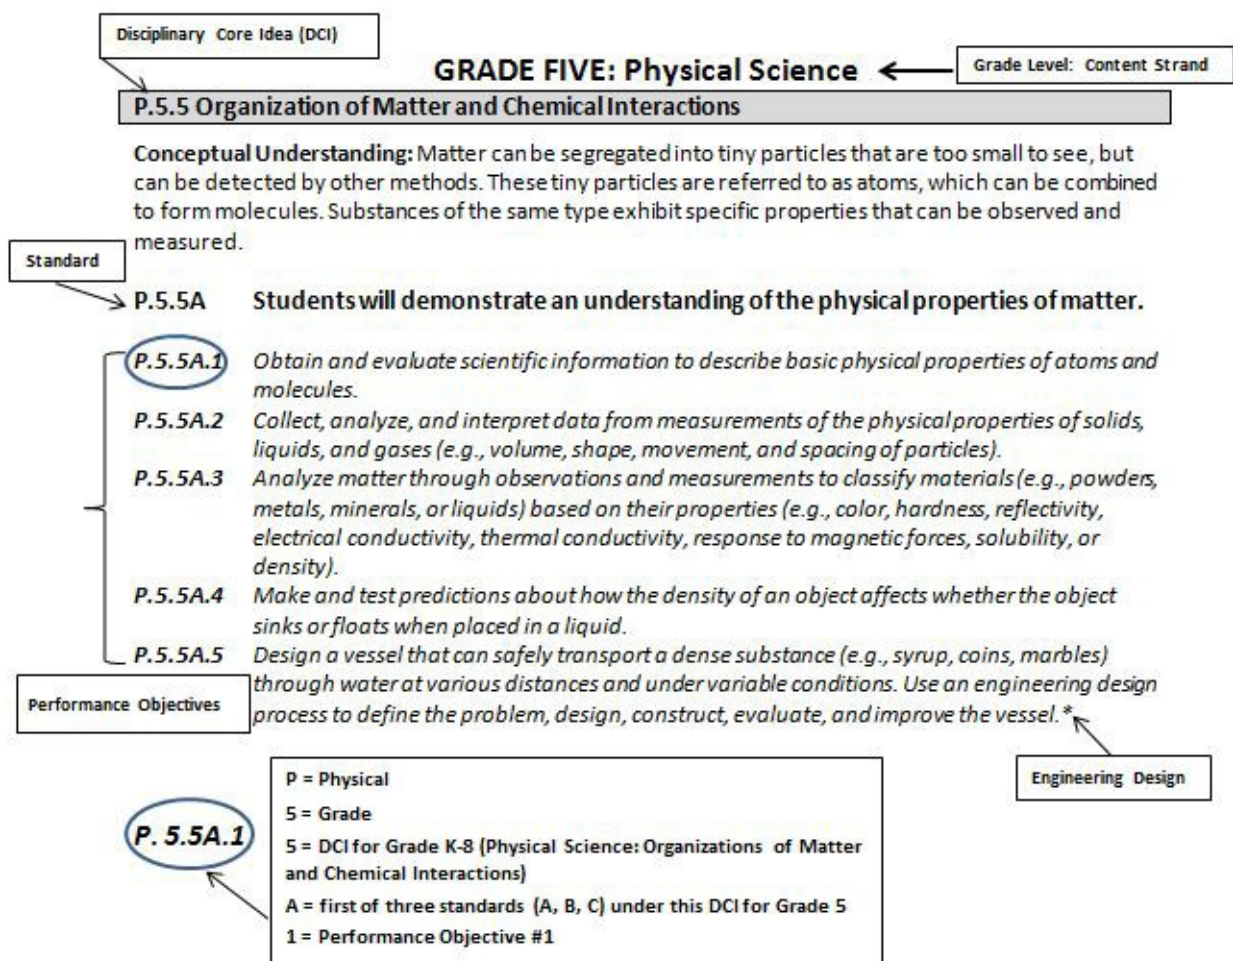 Disciplinary Core Idea (DCI)
GRADE FIVE: Physical Science
Grade Level: Content Strand
P.5.5 Organization of Matter and Chemical Interactions
Conceptual Understanding: Matter can be segregated into tiny particles that are too small to see, but
can be detected by other methods. These tiny particles are referred to as atoms, which can be combined
to form molecules. Substances of the same type exhibit specific properties that can be observed and
measured.
Standard
P.5.5A Students will demonstrate an understanding of the physical properties of matter.
P.5.5A.1 Obtain and evaluate scientific information to describe basic physical properties of atoms and
molecules.
P.5.5A.2 Collect, analyze, and interpret data from measurements of the physical properties of solids,
liquids, and gases (e.g., volume, shape, movement, and spacing of particles).
P.5.5A.3 Analyze matter through observations and measurements to classify materials (e.g., powders,
metals, minerals, or liquids) based on their properties (e.g., color, hardness, reflectivity,
electrical conductivity, thermal conductivity, response to magnetic forces, solubility, or
density).
P.5.5A.4 Make and test predictions about how the density of an object affects whether the object
sinks or floats when placed in a liquid.
P.5.5A.5 Design a vessel that can safely transport a dense substance (e.g., syrup, coins, marbles)
through water at various distances and under variable conditions. Use an engineering design
process to define the problem, design, construct, evaluate, and improve the vessel.*
Performance Objectives
Engineering Design
P. 5.5A.1
P = Physical
5 = Grade
5 = DCI for Grade K-8 (Physical Science: Organizations of Matter
and Chemical Interactions)
A = first of three standards (A, B, C) under this DCI for Grade 5
1 = Performance Objective #1